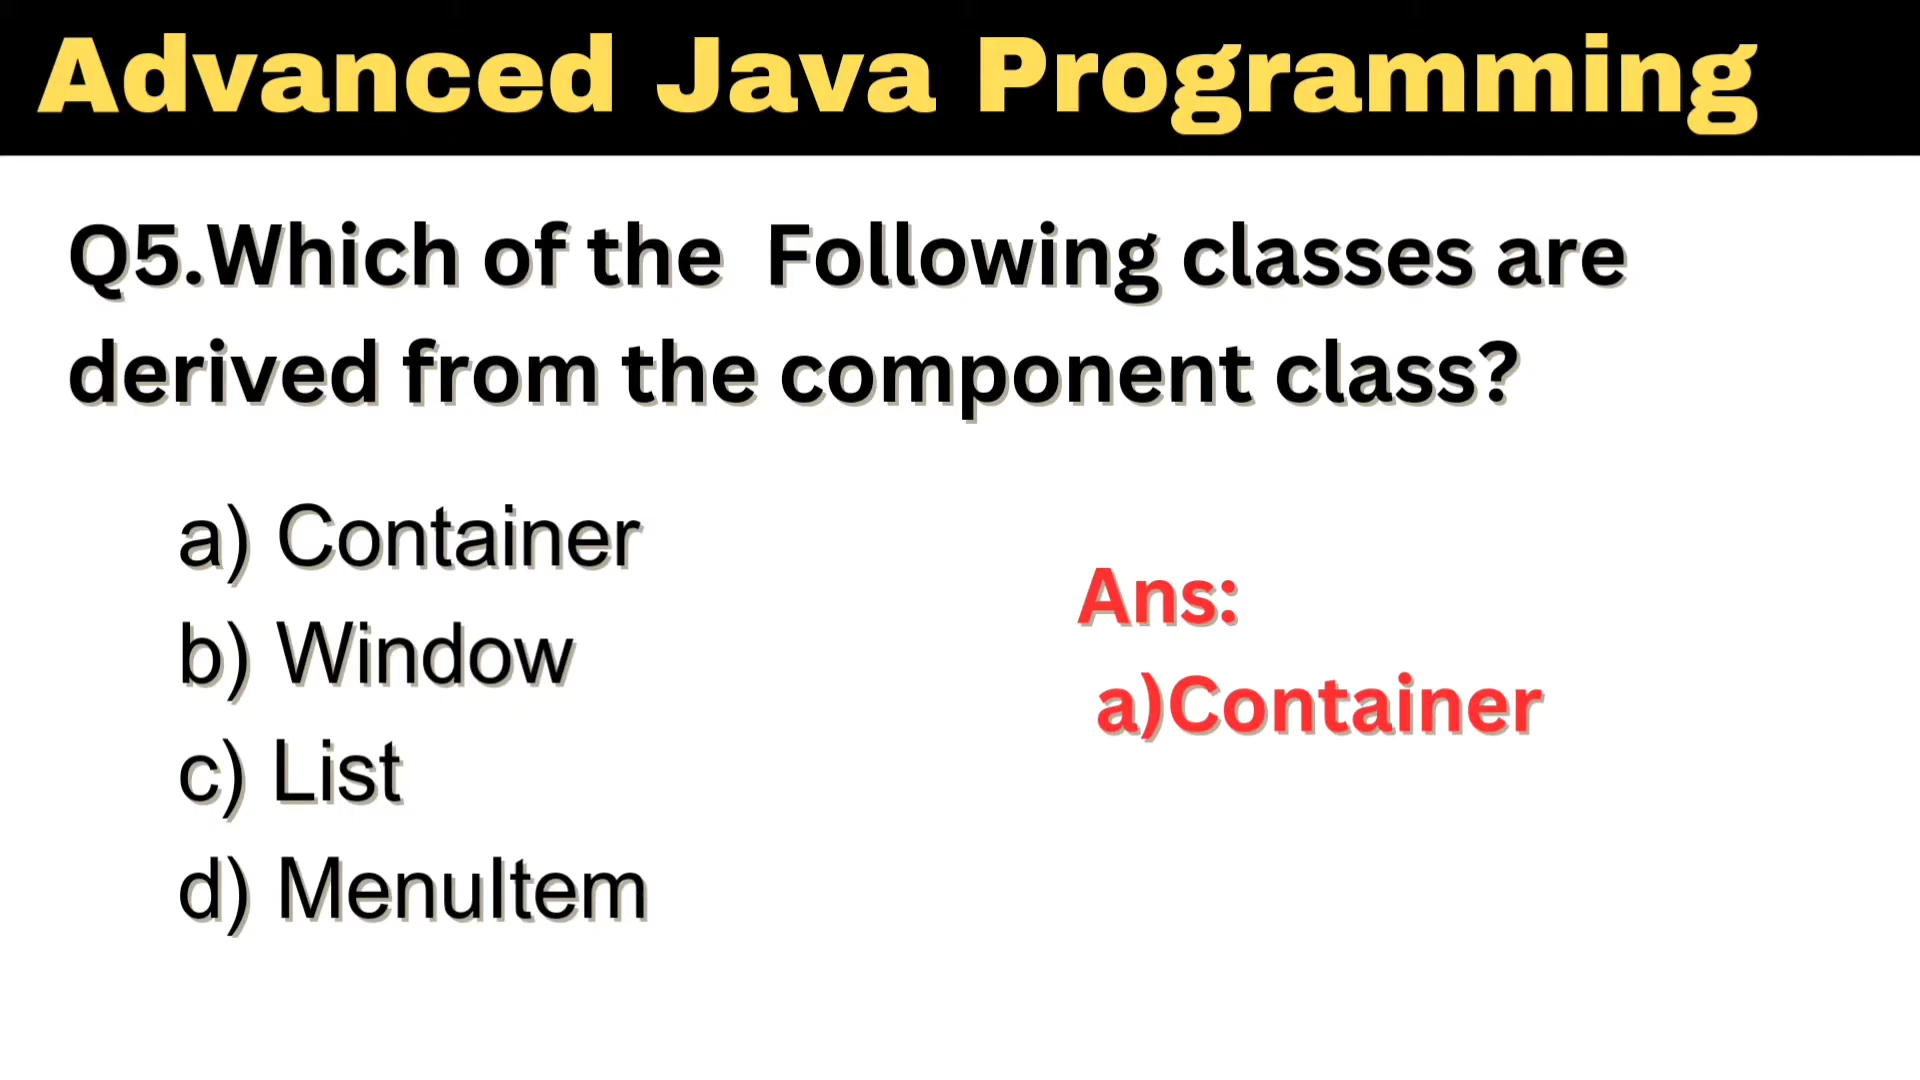 Advanced Java Programming
Q5.Which of the  Following classes are
derived from the component class?
a) Container
b) Window
c) List
d) MenuItem
Ans:
a)Container